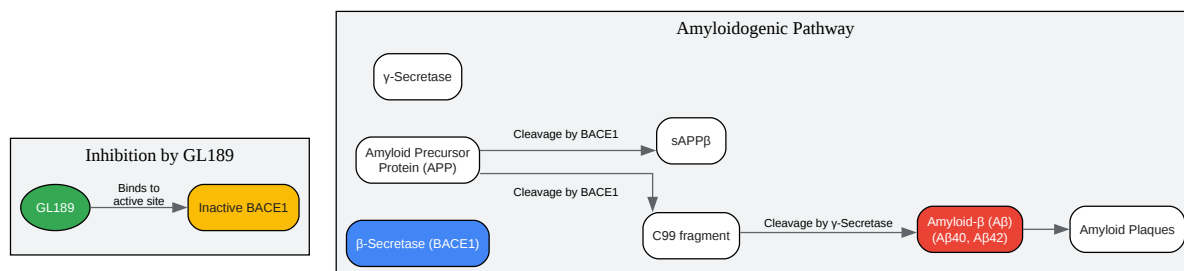 Inhibition by GL189
GL189
Binds to
active site
Inactive BACE1
Amyloidogenic Pathway
γ-Secretase
Amyloid Precursor
Protein (APP)
Cleavage by BACE1
sAPPβ
Cleavage by BACE1
β-Secretase (BACE1)
C99 fragment
Cleavage by γ-Secretase
Amyloid-β (Aβ)
(Aβ40, Aβ42)
Amyloid Plaques